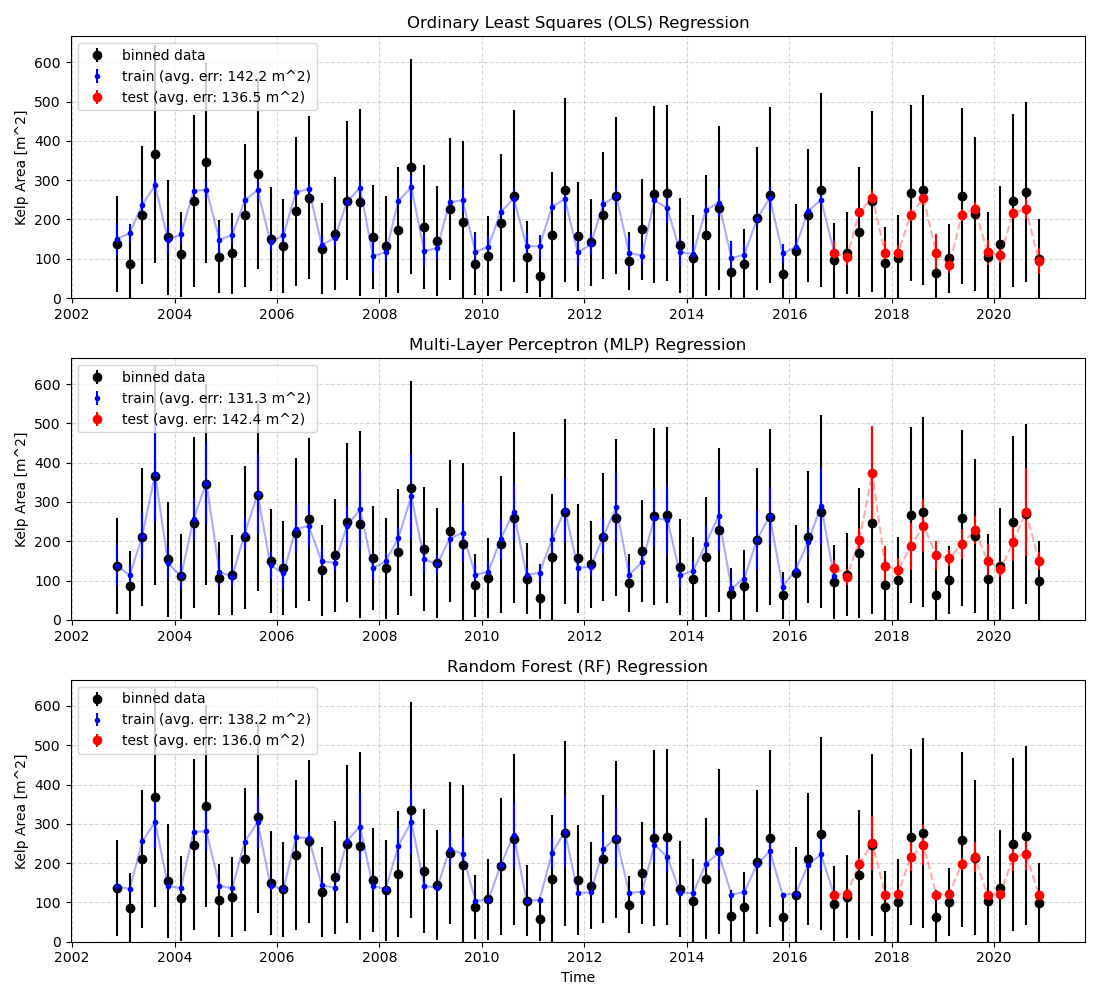 Ordinary Least Squares (OLS) Regression
600
500
400
300
200
100
0
Kelp Area [m^2]
binned data
train (avg. err: 142.2 m^2)
test (avg. err: 136.5 m^2)
2002 2004 2006 2008 2010 2012 2014 2016 2018 2020
Multi-Layer Perceptron (MLP) Regression
600
500
400
300
200
100
0
Kelp Area [m^2]
binned data
train (avg. err: 131.3 m^2)
test (avg. err: 142.4 m^2)
2002 2004 2006 2008 2010 2012 2014 2016 2018 2020
Random Forest (RF) Regression
600
500
400
300
200
100
0
Kelp Area [m^2]
binned data
train (avg. err: 138.2 m^2)
test (avg. err: 136.0 m^2)
2002 2004 2006 2008 2010 2012 2014 2016 2018 2020
Time